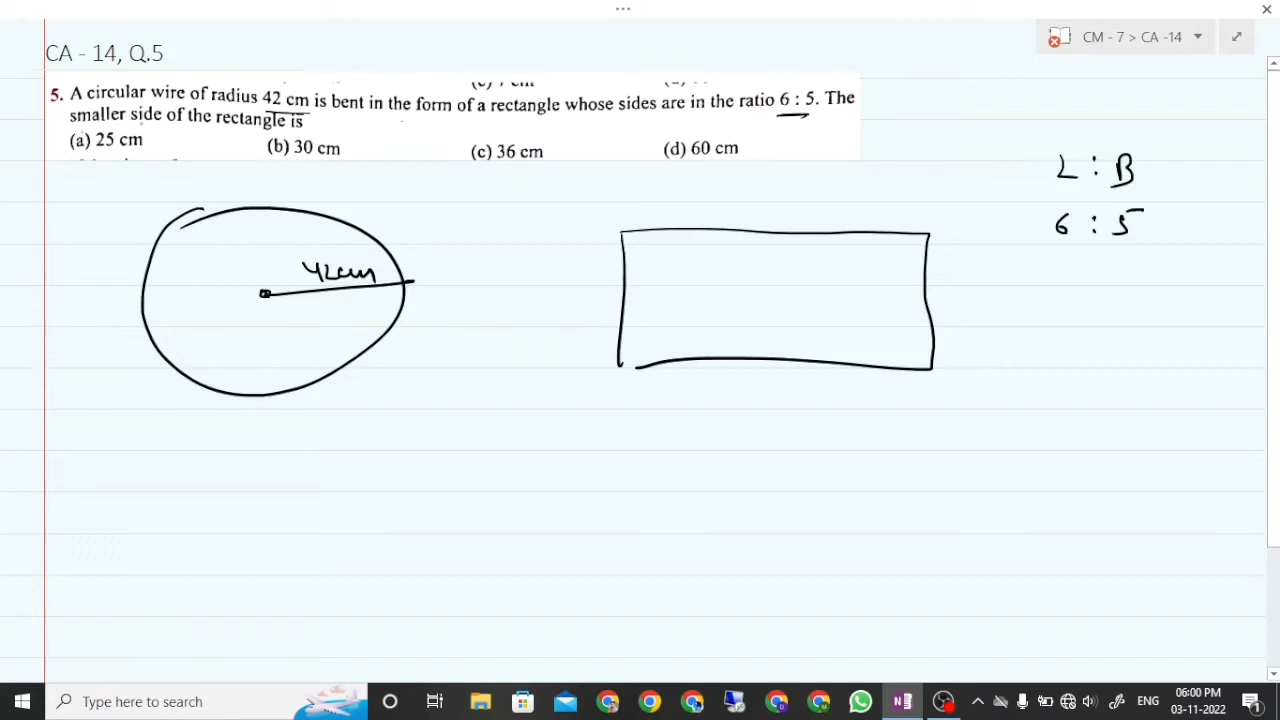 CM - 7 > CA -14
CA - 14, Q.5
5. A circular wire of radius 42 cm is bent in the form of a rectangle whose sides are in the ratio 6 : 5. The
smaller side of the rectangle is
(a) 25 cm (b) 30 cm (c) 36 cm (d) 60 cm
L : B
6 : 5
42cm
Type here to search
ENG
06:00 PM
03-11-2022
1